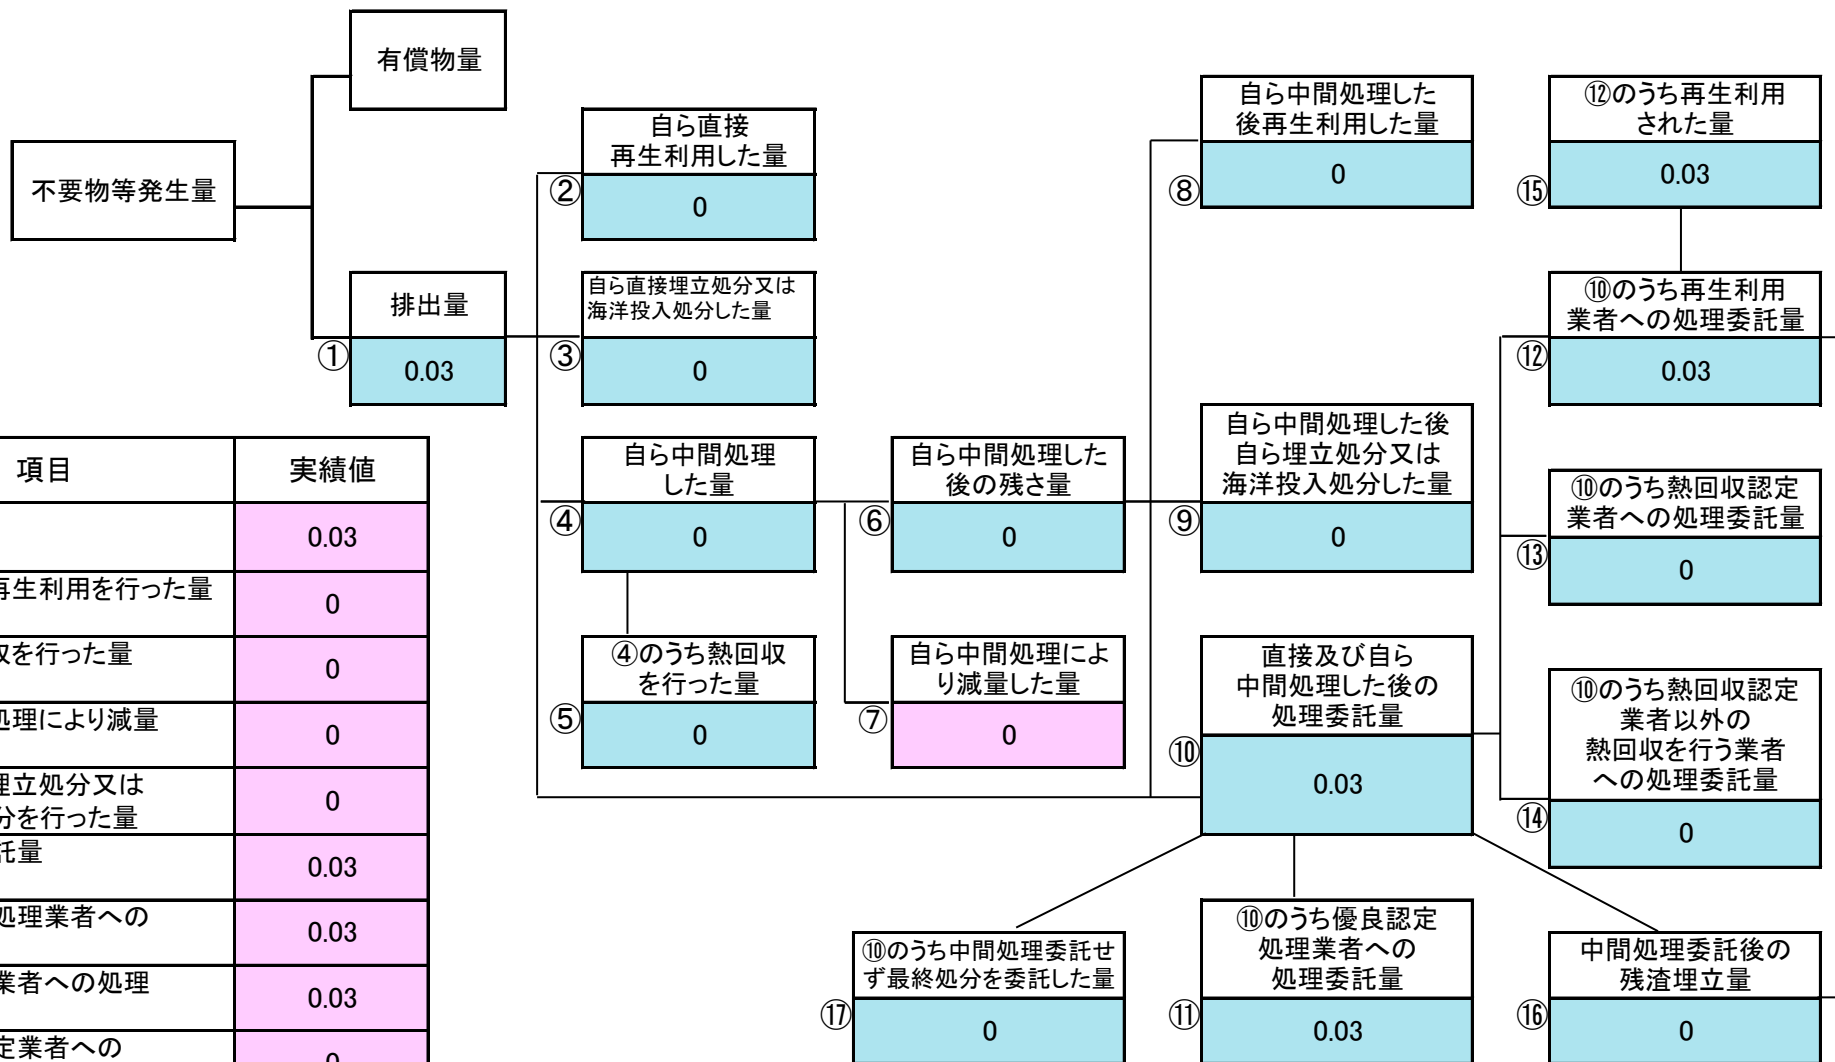 有償物量
不要物等発生量
排出量
①
0.03
自ら直接
再生利用した量
②
0
自ら直接埋立処分又は
海洋投入処分した量
③
0
自ら中間処理
した量
④
0
④のうち熱回収
を行った量
⑤
0
自ら中間処理した
後の残さ量
⑥
0
自ら中間処理によ
り減量した量
⑦
0
自ら中間処理した
後再生利用した量
⑧
0
自ら中間処理した後
自ら埋立処分又は
海洋投入処分した量
⑨
0
直接及び自ら
中間処理した後の
処理委託量
⑩
0.03
⑫のうち再生利用
された量
⑮
0.03
⑩のうち再生利用
業者への処理委託量
⑫
0.03
⑩のうち熱回収認定
業者への処理委託量
⑬
0
⑩のうち熱回収認定
業者以外の
熱回収を行う業者
への処理委託量
⑭
0
⑩のうち中間処理委託せ
ず最終処分を委託した量
⑰
0
⑩のうち優良認定
処理業者への
処理委託量
⑪
0.03
中間処理委託後の
残渣埋立量
⑯
0
項目 実績値
0.03
再生利用を行った量 0
を行った量 0
処理により減量 0
埋立処分又は
を行った量 0
託量 0.03
処理業者への 0.03
業者への処理 0.03
定業者への 0